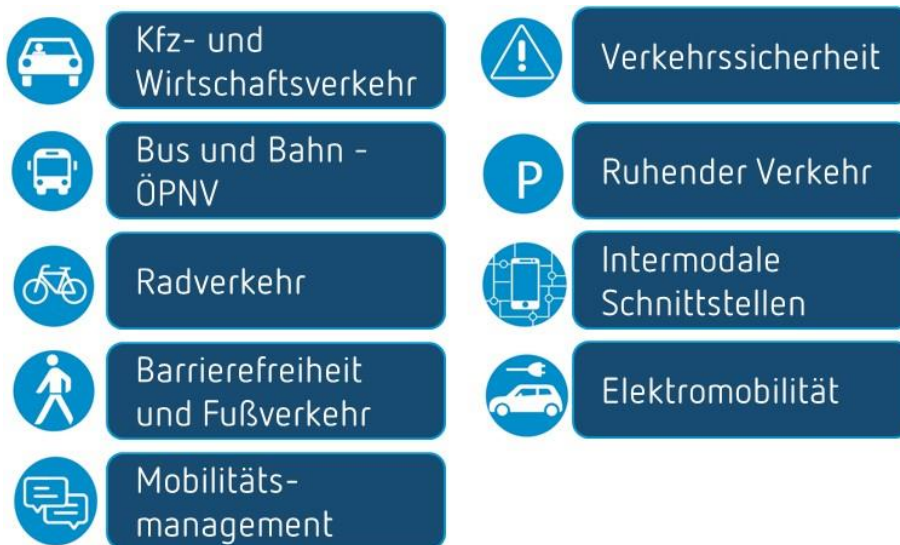 Kfz- und
Wirtschaftsverkehr
Bus und Bahn -
ÖPNV
Radverkehr
Barrierefreiheit
und Fußverkehr
Mobilitäts-
management
Verkehrssicherheit
P
Ruhender Verkehr
Intermodale
Schnittstellen
Elektromobilität